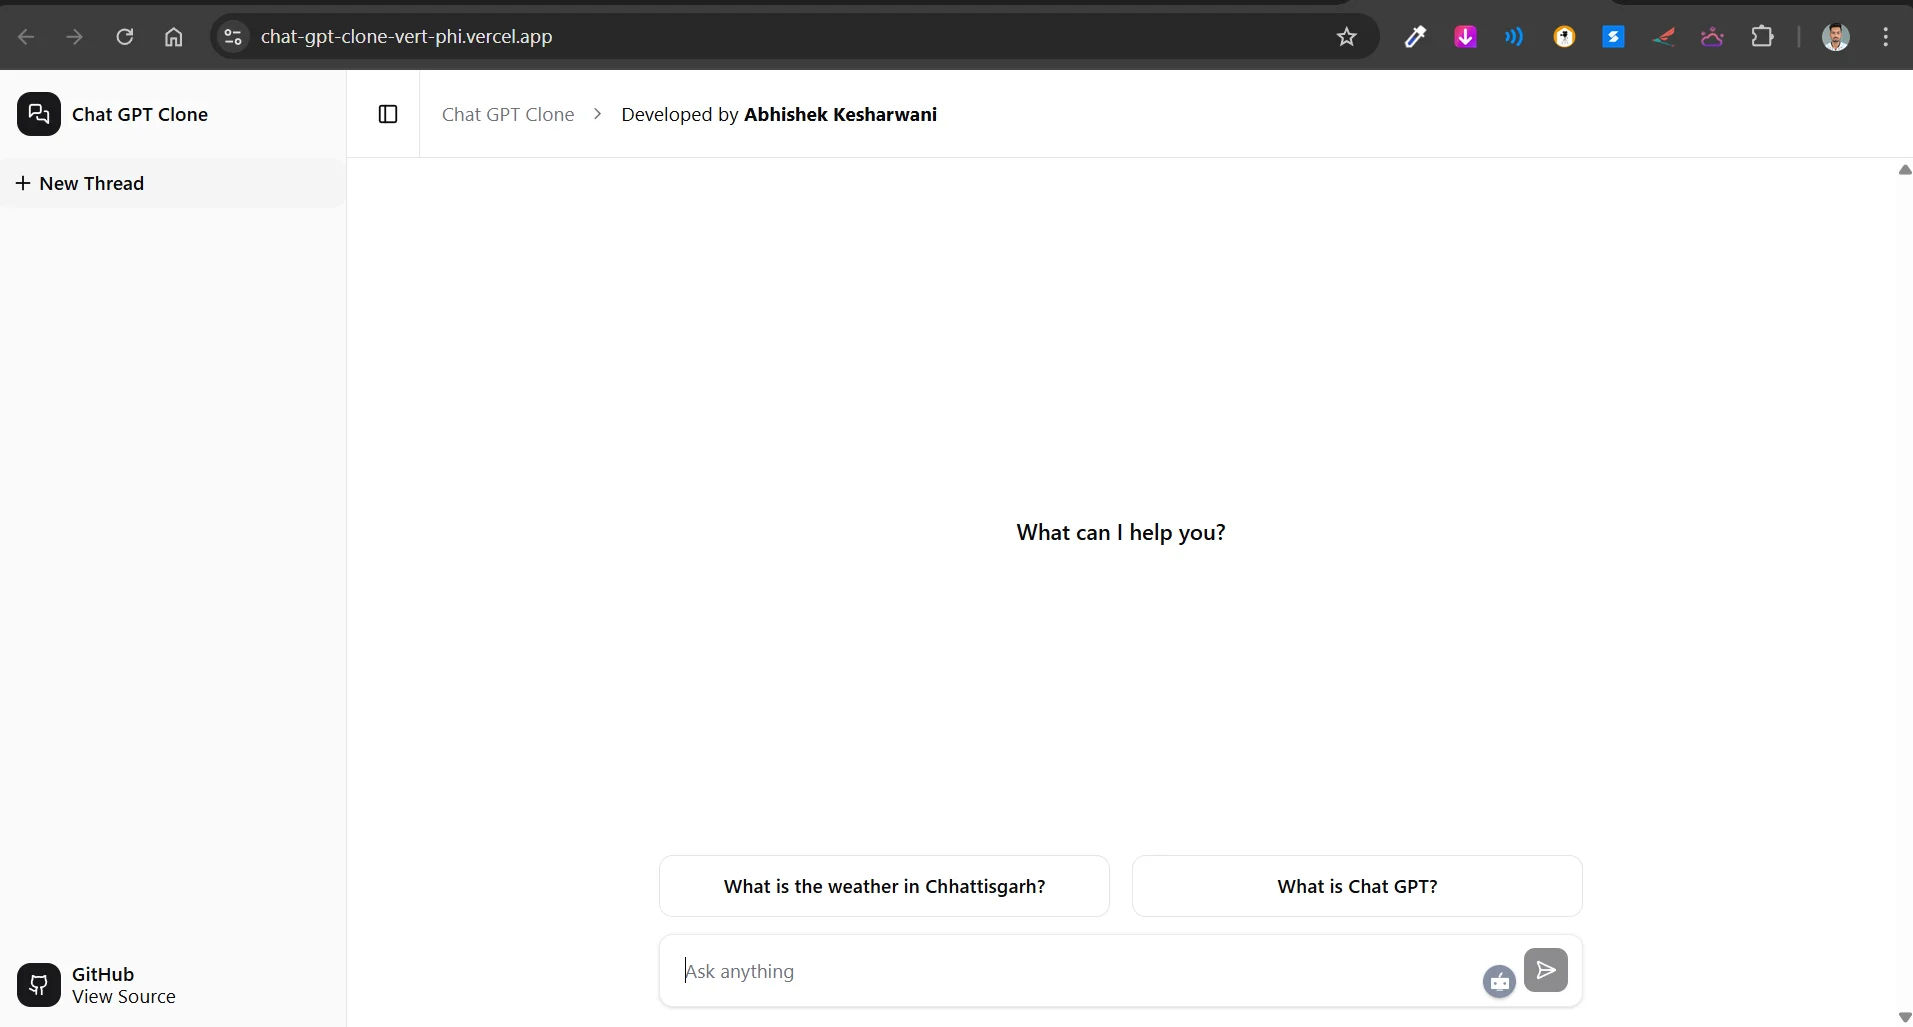 chat-gpt-clone-vert-phi.vercel.app
Chat GPT Clone
Chat GPT Clone > Developed by Abhishek Kesharwani
+ New Thread
What can I help you?
What is the weather in Chhattisgarh?
What is Chat GPT?
Ask anything
GitHub
View Source